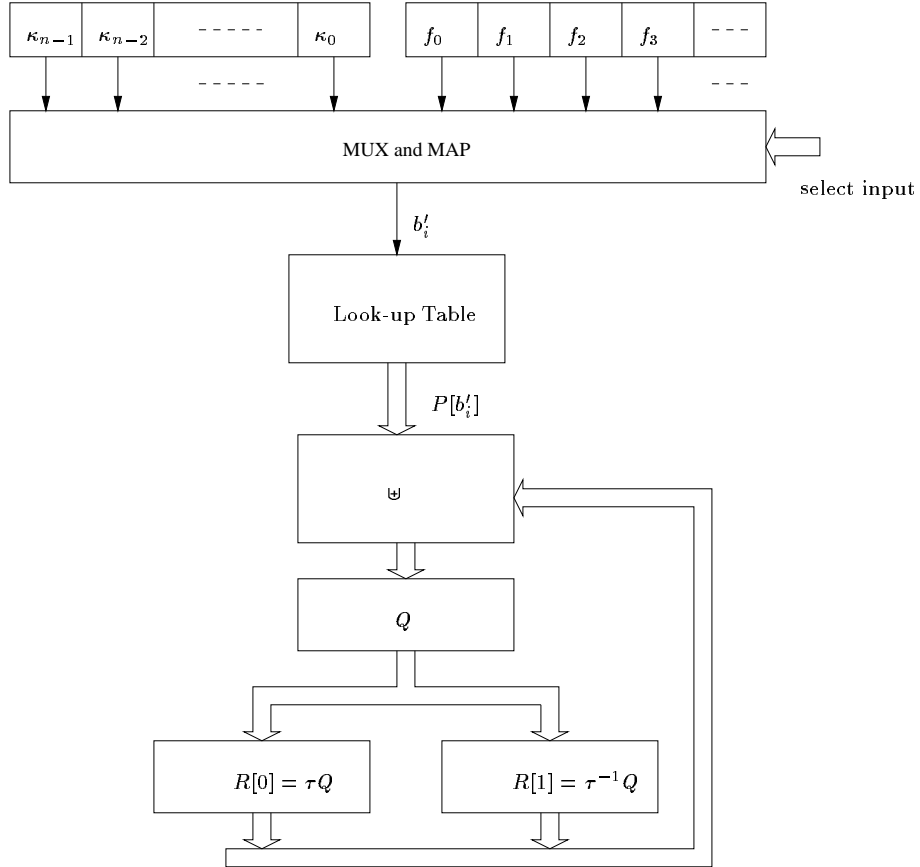 κ_{n−1} κ_{n−2} - - - - - κ_0 f_0 f_1 f_2 f_3 - - - -
- - - - - - - -
MUX and MAP
select input
b′_i
Look-up Table
P[b′_i]
⊎
Q
R[0] = τQ R[1] = τ^{−1}Q